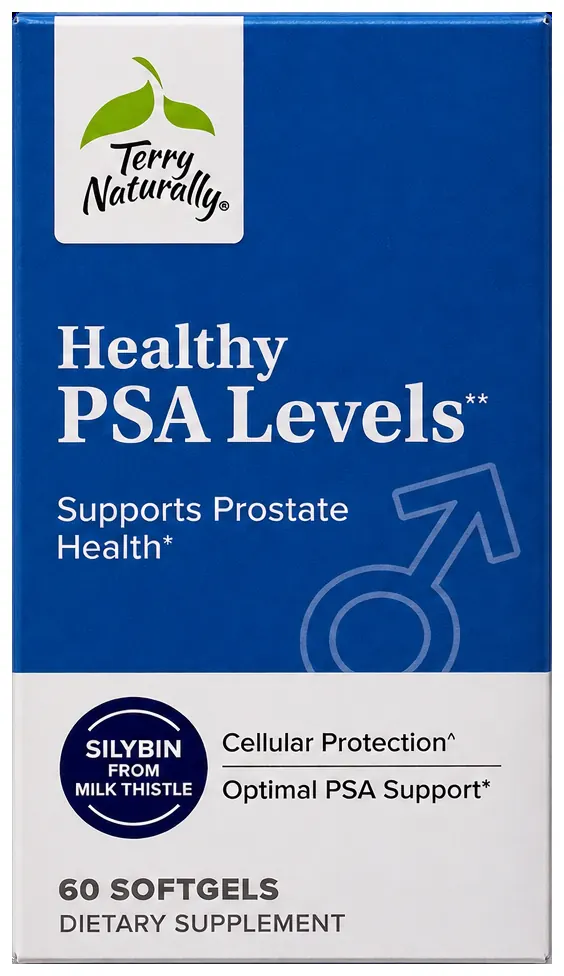 Terry
Naturally®
Healthy
PSA Levels**
Supports Prostate
Health*
SILYBIN
FROM
MILK THISTLE
Cellular Protection^
Optimal PSA Support*
60 SOFTGELS
DIETARY SUPPLEMENT